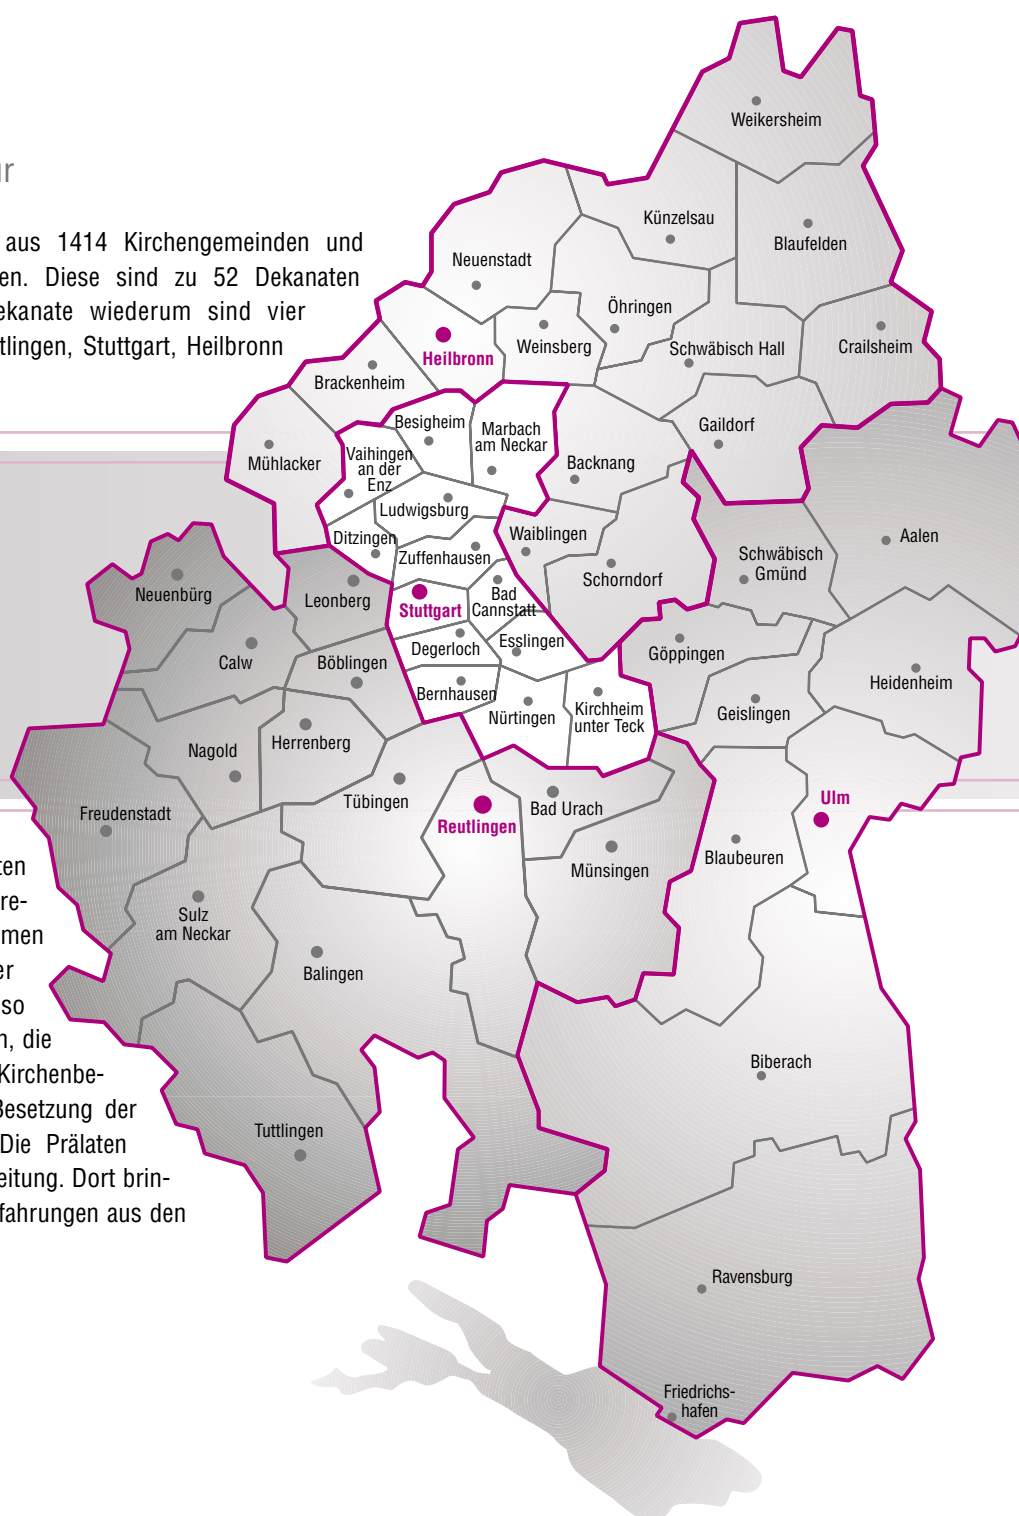 ur
aus 1414 Kirchengemeinden und
en. Diese sind zu 52 Dekanaten
ekanate wiederum sind vier
tlingen, Stuttgart, Heilbronn
Weikersheim
Künzelsau
Blaufelden
Neuenstadt
Öhringen
Heilbronn
Weinsberg
Schwäbisch Hall
Crailsheim
Brackenheim
Besigheim
Marbach
am Neckar
Gaildorf
Mühlacker
Vaihingen
an der
Enz
Backnang
Ludwigsburg
Ditzingen
Zuffenhausen
Waiblingen
Aalen
Schwäbisch
Gmünd
Schorndorf
Neuenbürg
Leonberg
Stuttgart
Bad
Cannstatt
Degerloch
Esslingen
Calw
Böblingen
Göppingen
Heidenheim
Bernhausen
Nürtingen
Kirchheim
unter Teck
Geislingen
Nagold
Herrenberg
Tübingen
Bad Urach
Ulm
Freudenstadt
Reutlingen
Blaubeuren
Münsingen
Sulz
am Neckar
Balingen
Biberach
Tuttlingen
Ravensburg
Friedrichs-
hafen
ten
re-
men
er
so
n, die
Kirchenbe-
Besetzung der
Die Prälaten
eitung. Dort brin-
fahrungen aus den